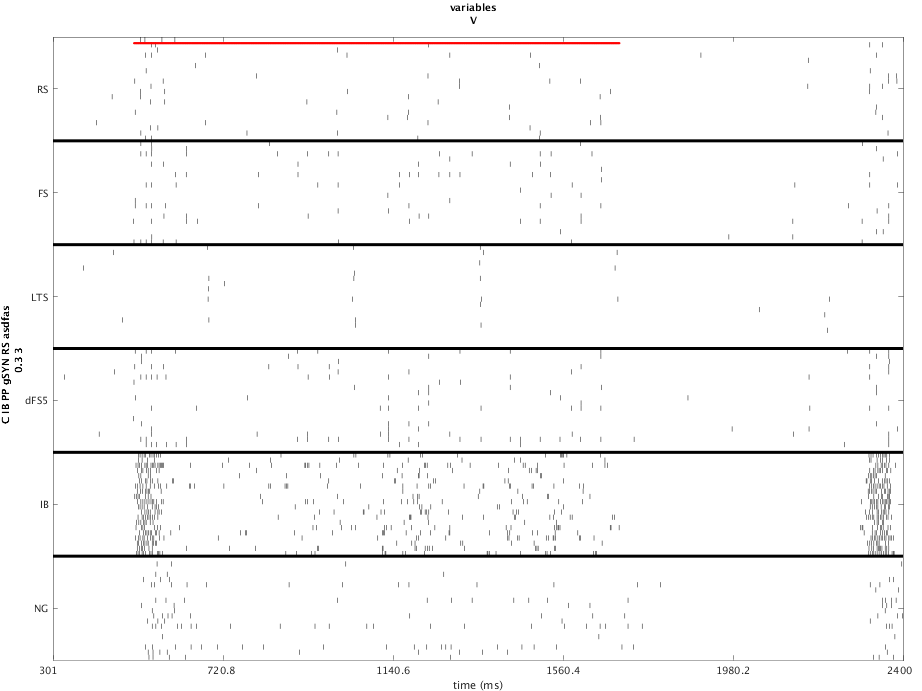 variables
V
C IB PP gSYN RS asdfas
0.3 3
RS
FS
LTS
dFS5
IB
NG
301
720.8
1140.6
1560.4
1980.2
2400
time (ms)